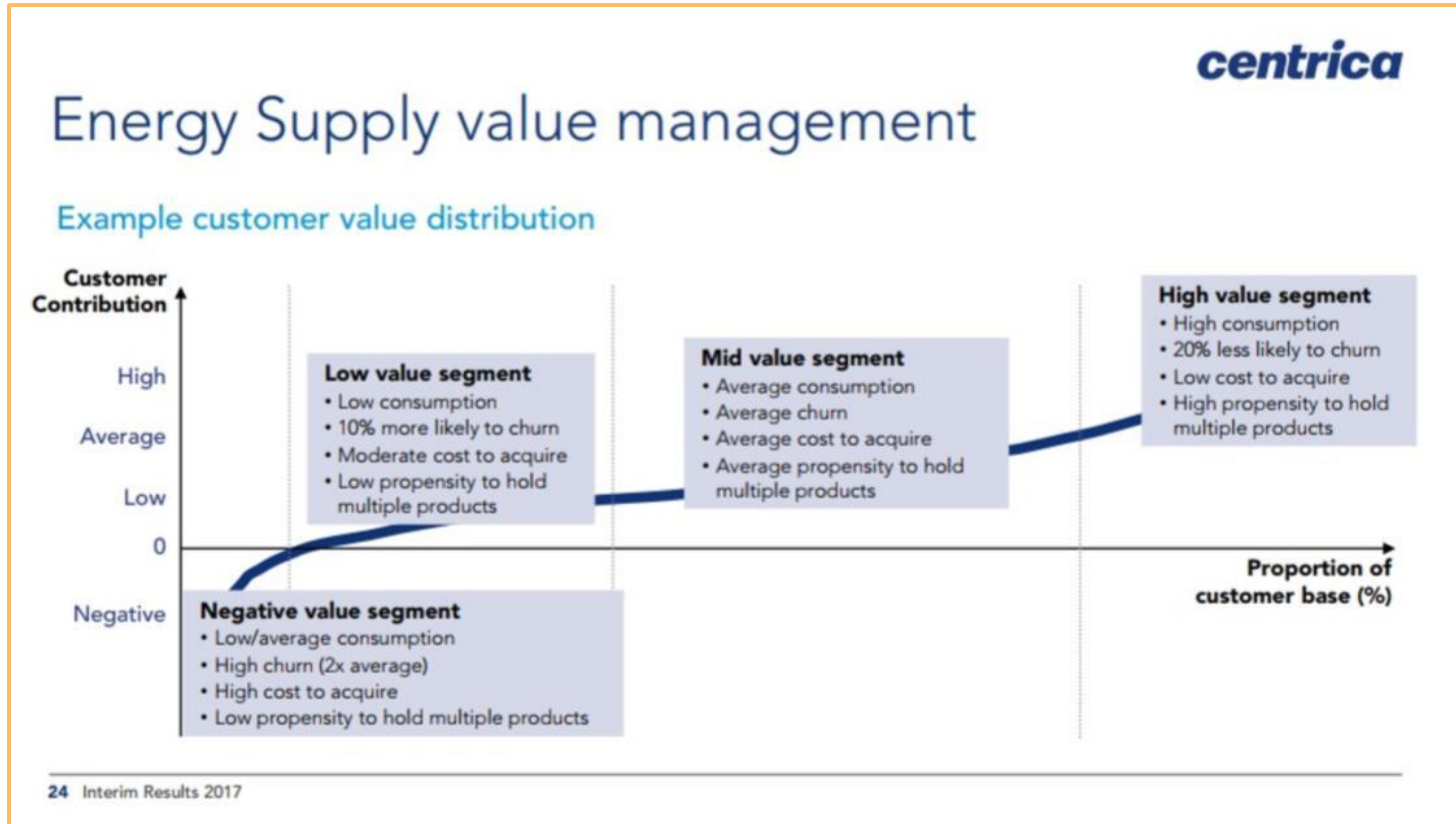 centrica
Energy Supply value management
Example customer value distribution
Customer
Contribution
High
Average
Low
0
Negative
Negative value segment
• Low/average consumption
• High churn (2x average)
• High cost to acquire
• Low propensity to hold multiple products
Low value segment
• Low consumption
• 10% more likely to churn
• Moderate cost to acquire
• Low propensity to hold
multiple products
Mid value segment
• Average consumption
• Average churn
• Average cost to acquire
• Average propensity to hold
multiple products
High value segment
• High consumption
• 20% less likely to churn
• Low cost to acquire
• High propensity to hold
multiple products
Proportion of
customer base (%)
24 Interim Results 2017